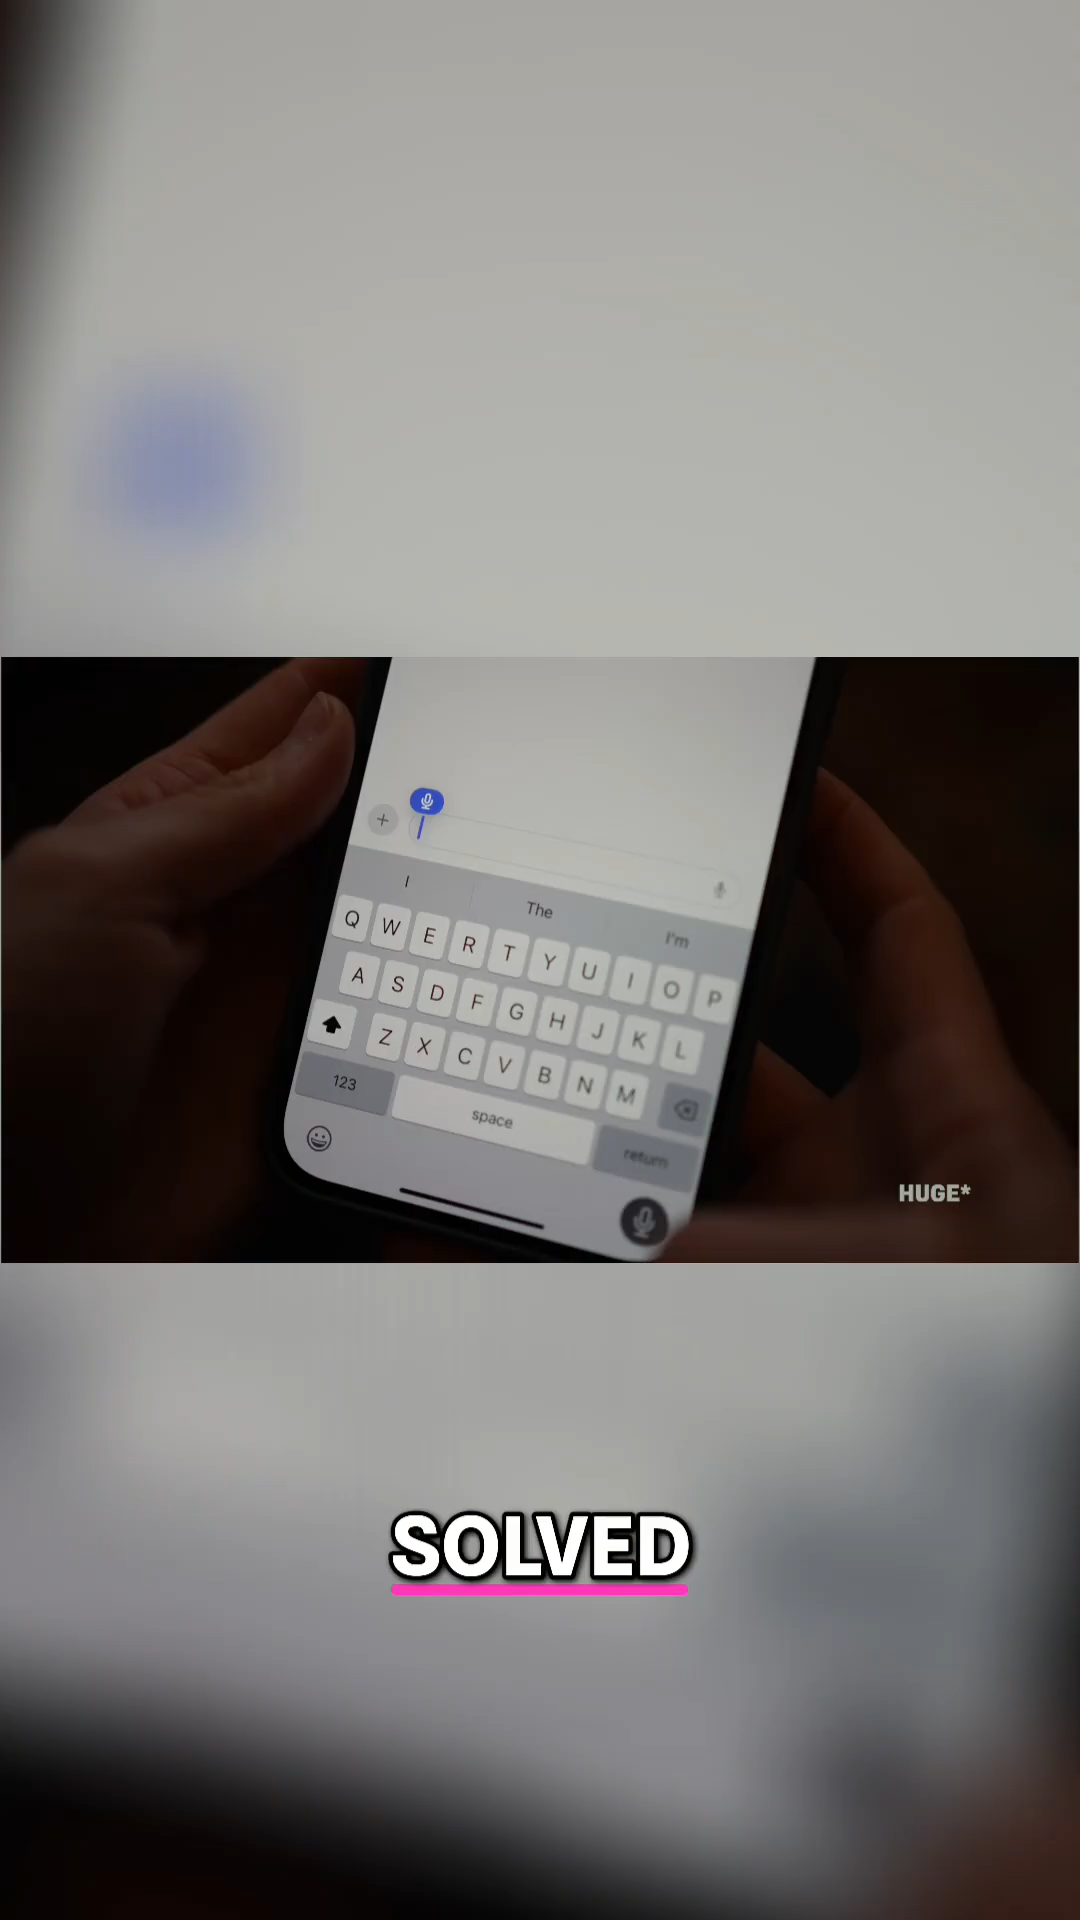 I The I'm
Q W E R T Y U I O P
A S D F G H J K L
Z X C V B N M
123 space return
HUGE*
SOLVED